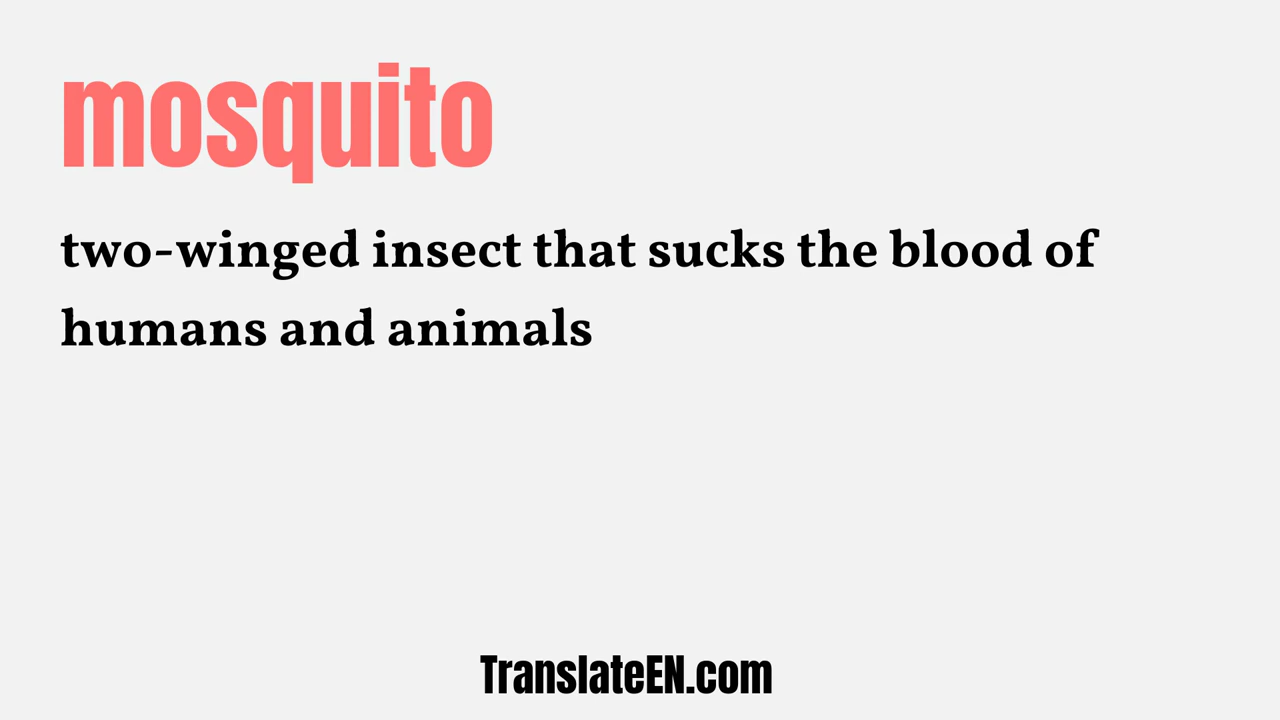 mosquito
two-winged insect that sucks the blood of
humans and animals
TranslateEN.com